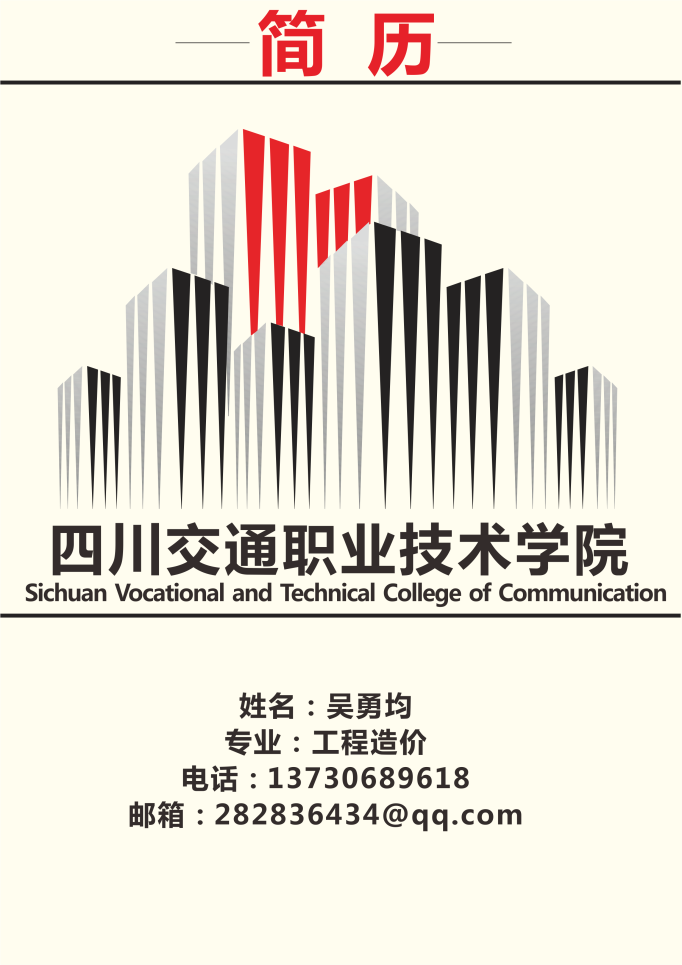 简 历
四川交通职业技术学院
Sichuan Vocational and Technical College of Communication
姓名：吴勇均
专业：工程造价
电话：13730689618
邮箱：282836434@qq.com